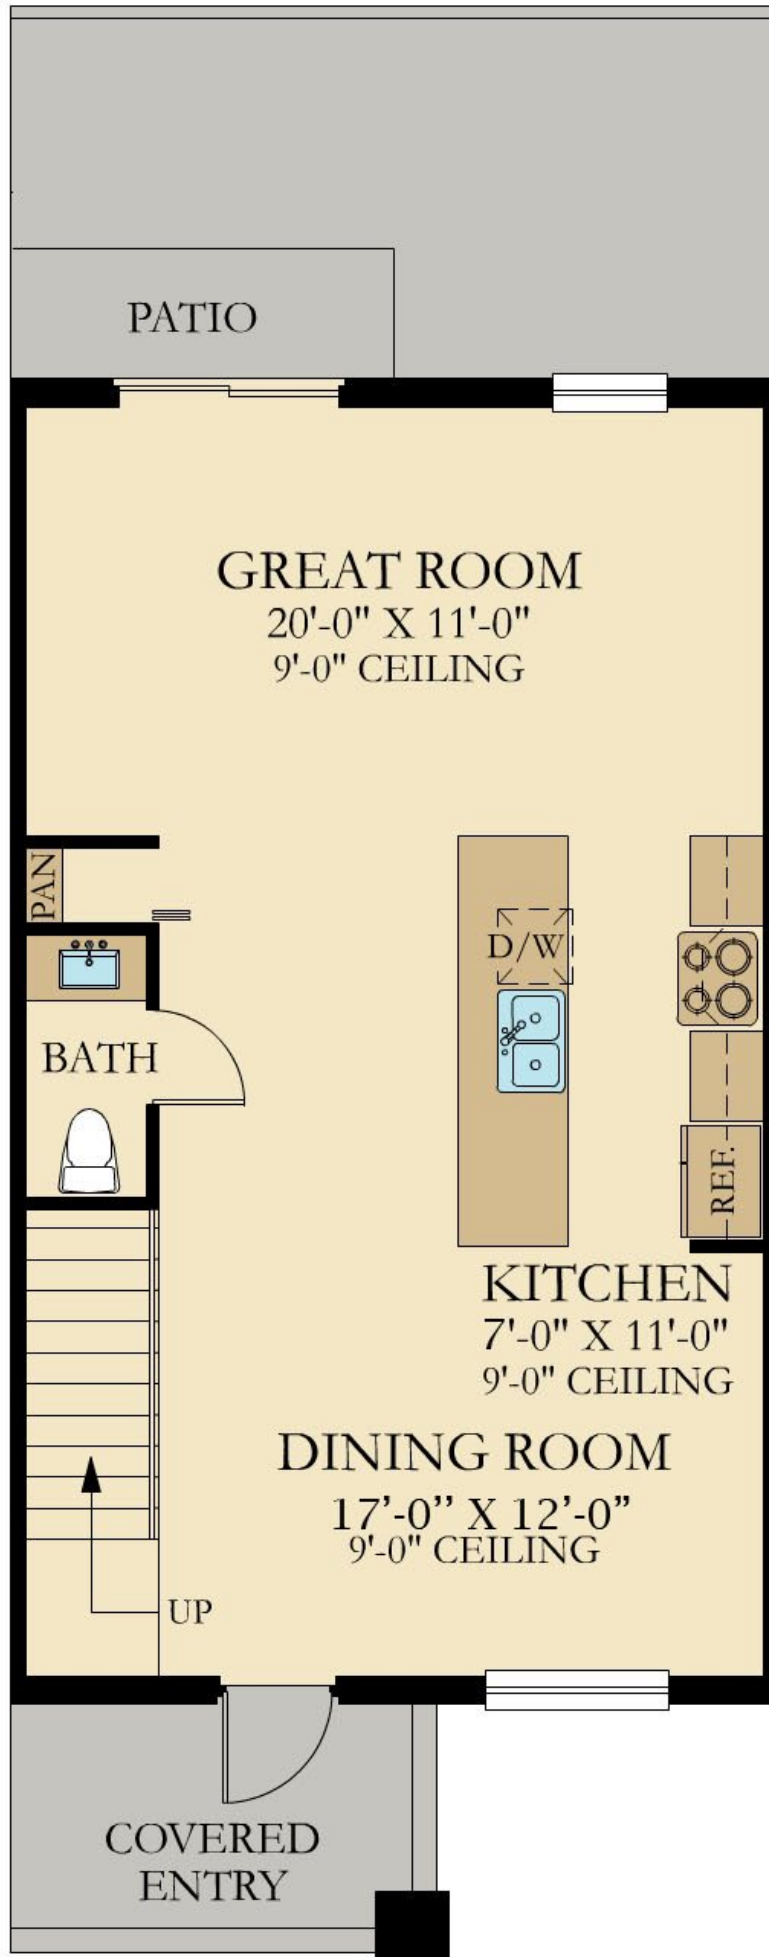 PATIO
GREAT ROOM
20'-0" X 11'-0"
9'-0" CEILING
PAN
D/W
BATH
REF.
KITCHEN
7'-0" X 11'-0"
9'-0" CEILING
DINING ROOM
17’-0’’ X 12’-0”
9'-0" CEILING
UP
COVERED
ENTRY